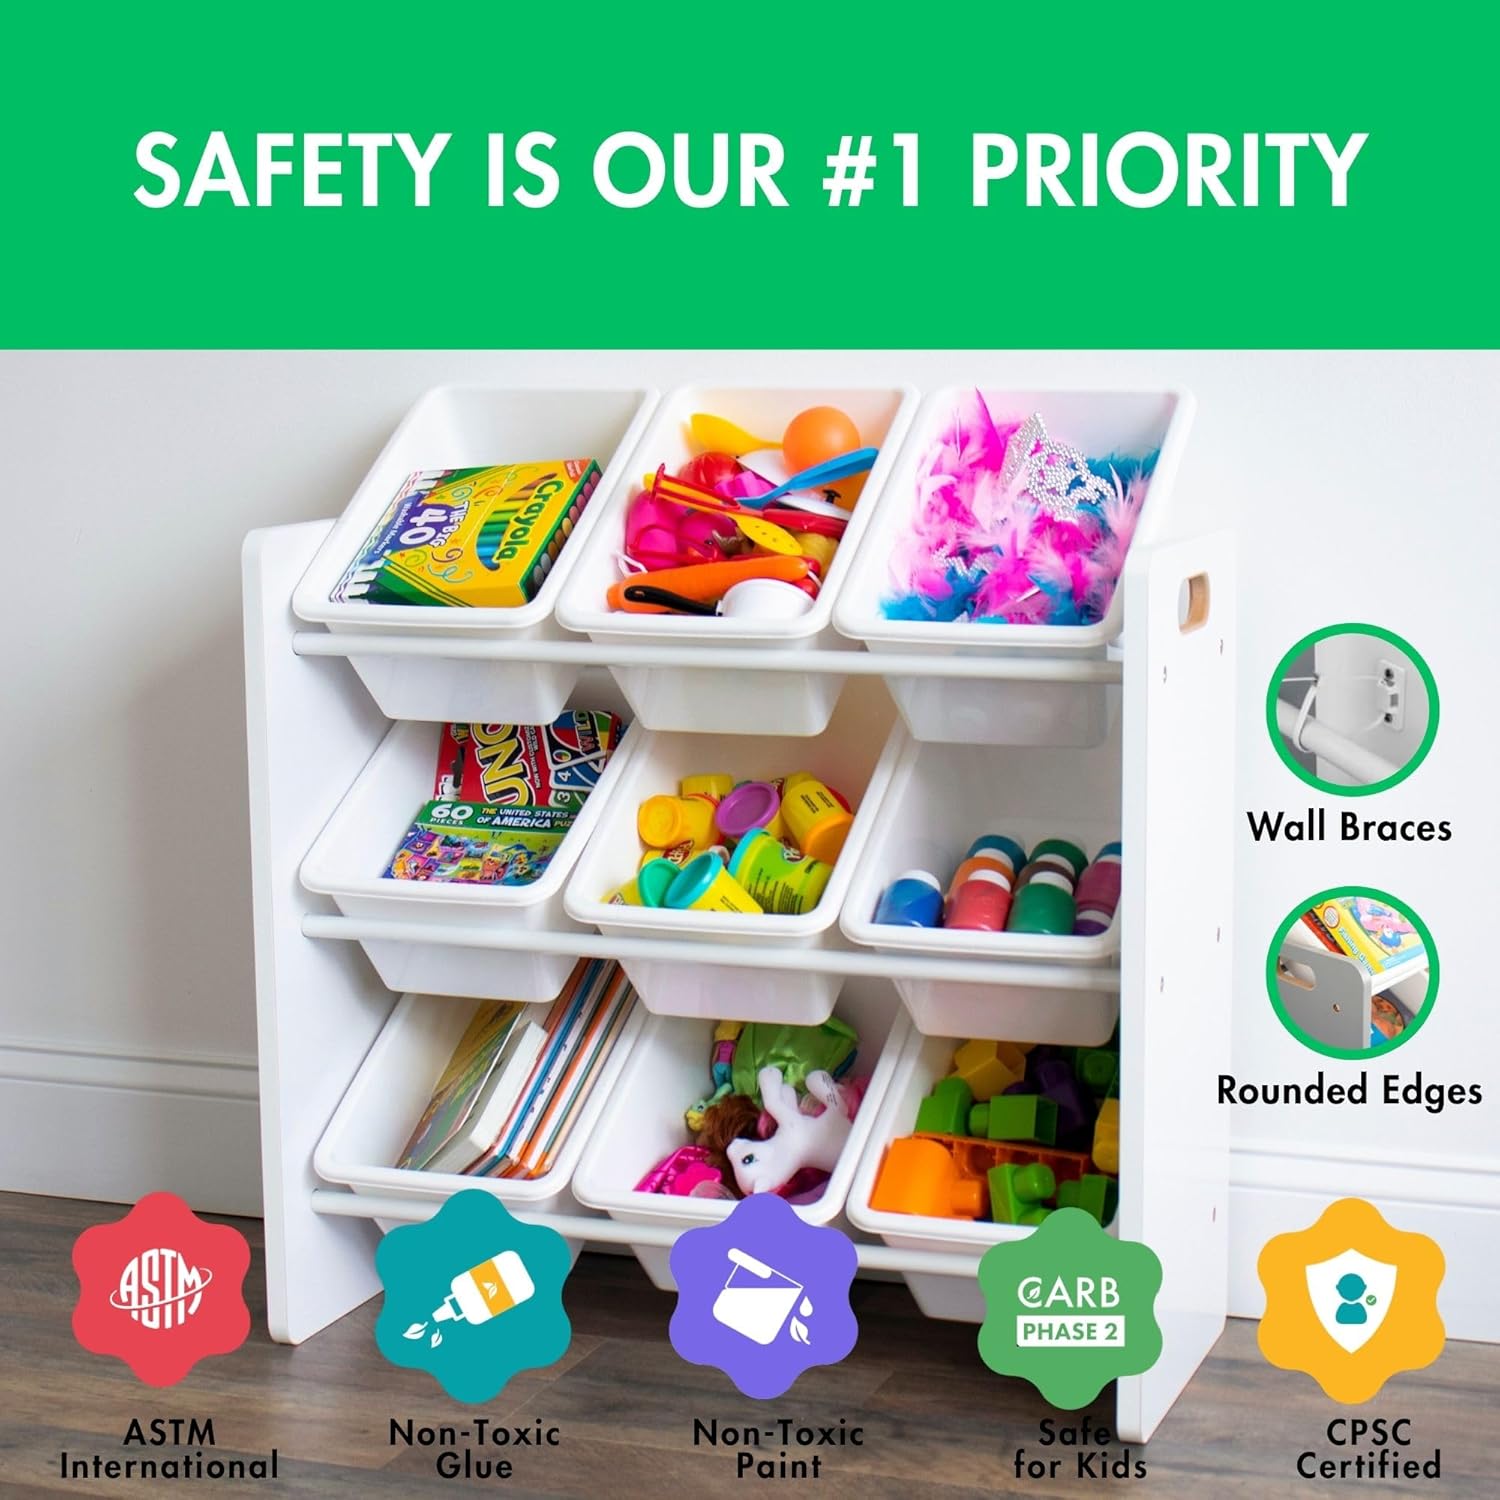 SAFETY IS OUR #1 PRIORITY
Crayola
THE BIG
40
Washable Markers
UNO
60
PIECES
THE UNITED STATES
OF AMERICA
Wall Braces
Rounded Edges
ASTM
CARB
PHASE 2
ASTM
International
Non-Toxic
Glue
Non-Toxic
Paint
Safe
for Kids
CPSC
Certified